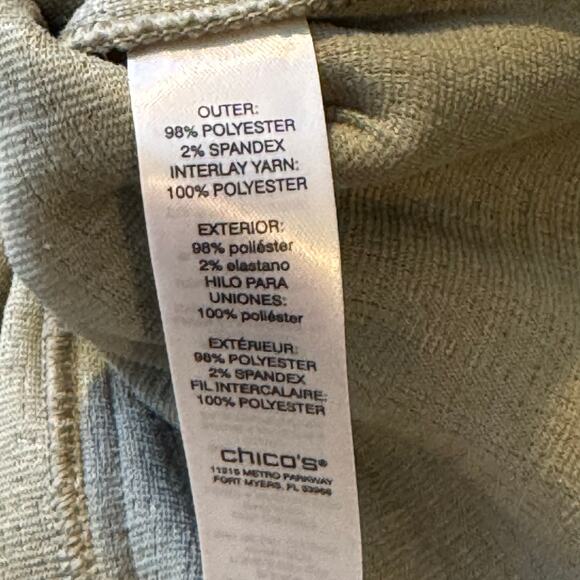 OUTER:
98% POLYESTER
2% SPANDEX
INTERLAY YARN:
100% POLYESTER
EXTERIOR:
98% poliéster
2% elastano
HILO PARA
UNIONES:
100% poliéster
EXTÉRIEUR:
98% POLYESTER
2% SPANDEX
FIL INTERCALAIRE:
100% POLYESTER
chico's®
11215 METRO PARKWAY
FORT MYERS, FL 33966